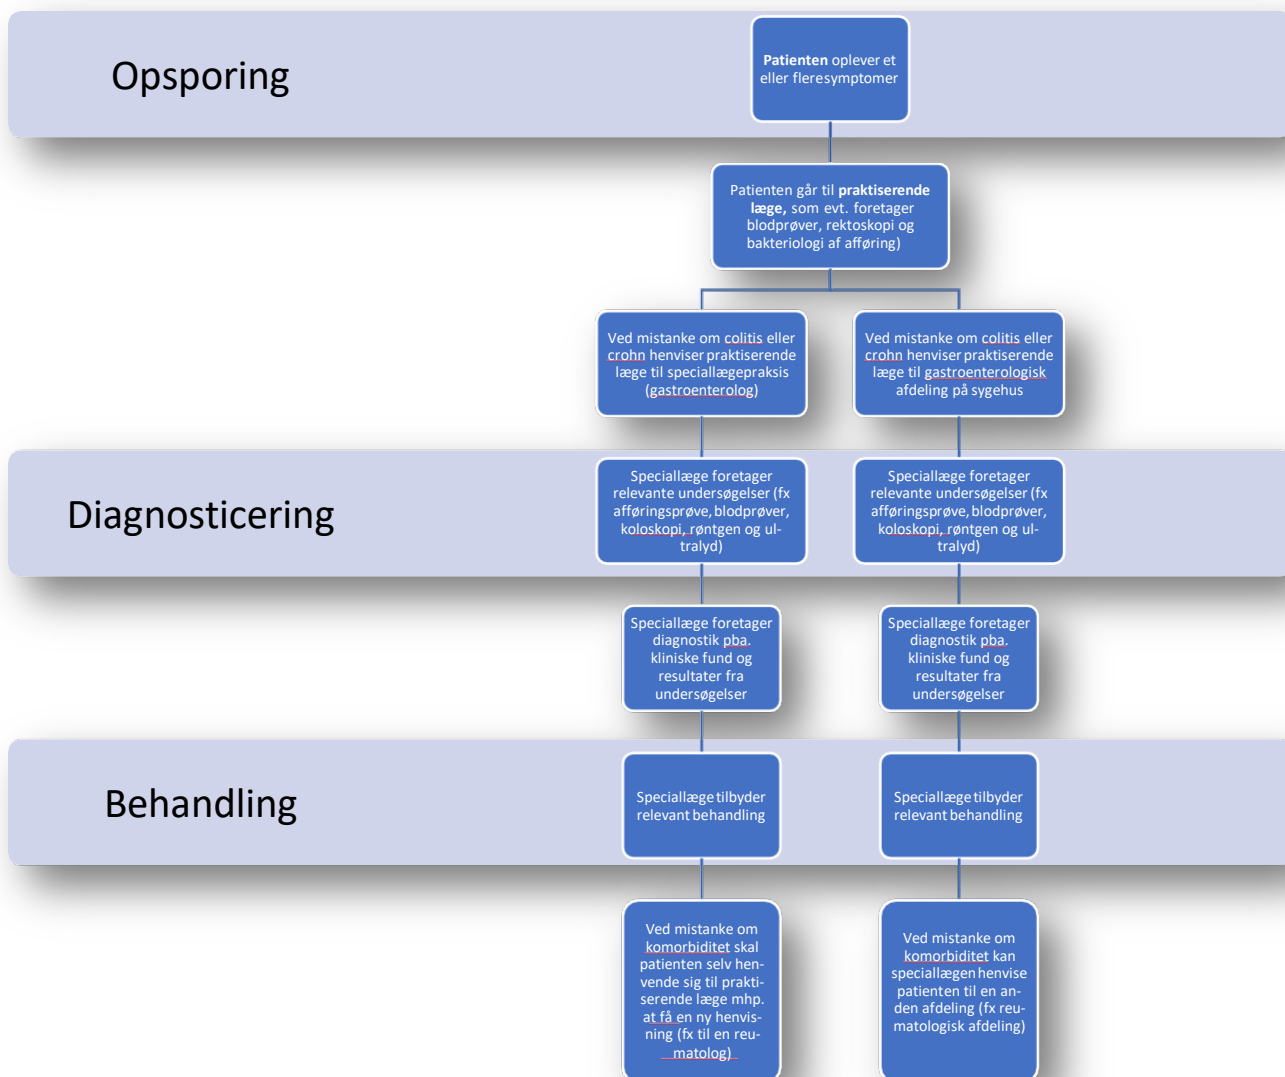 Opsporing
Patienten oplever et
eller fleresymptomer
Patienten går til praktiserende
læge, som evt. foretager
blodprøver, rektoskopi og
bakteriologi af afføring)
Ved mistanke om colitis eller
crohn henviser praktiserende
læge til speciallægepraksis
(gastroenterolog)
Ved mistanke om colitis eller
crohn henviser praktiserende
læge til gastroenterologisk
afdeling på sygehus
Diagnosticering
Speciallæge foretager
relevante undersøgelser (fx
afføringsprøve, blodprøver,
koloskopi, røntgen og ul-
tralyd)
Speciallæge foretager
relevante undersøgelser (fx
afføringsprøve, blodprøver,
koloskopi, røntgen og ul-
tralyd)
Speciallæge foretager
diagnostik pba.
kliniske fund og
resultater fra
undersøgelser
Speciallæge foretager
diagnostik pba.
kliniske fund og
resultater fra
undersøgelser
Behandling
Speciallæge tilbyder
relevant behandling
Speciallæge tilbyder
relevant behandling
Ved mistanke om
komorbiditet skal
patienten selv hen-
vende sig til prakti-
serende læge mhp.
at få en ny henvis-
ning (fx til en reu-
matolog)
Ved mistanke om
komorbiditet kan
speciallægen henvise
patienten til en an-
den afdeling (fx reu-
matologisk afdeling)